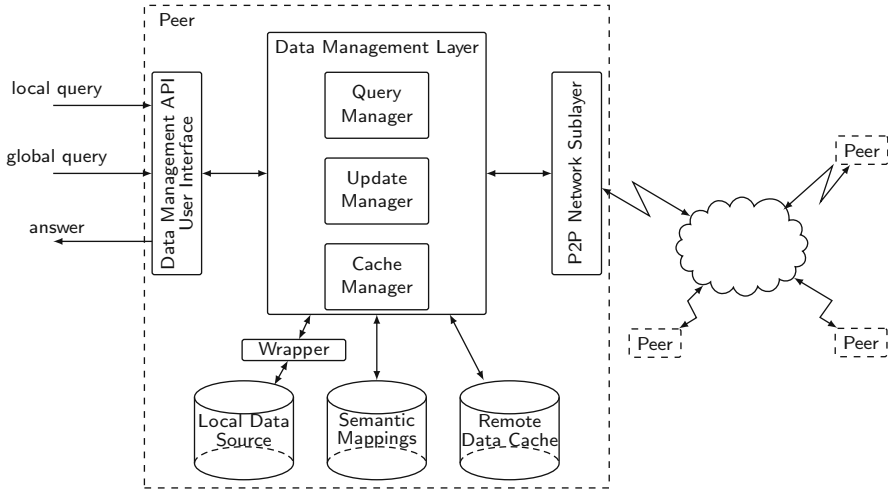 Peer
Data Management Layer
local query
global query
answer
Data Management API
User Interface
Query
Manager
Update
Manager
Cache
Manager
P2P Network Sublayer
Peer
Peer
Peer
Wrapper
Local Data
Source
Semantic
Mappings
Remote
Data Cache